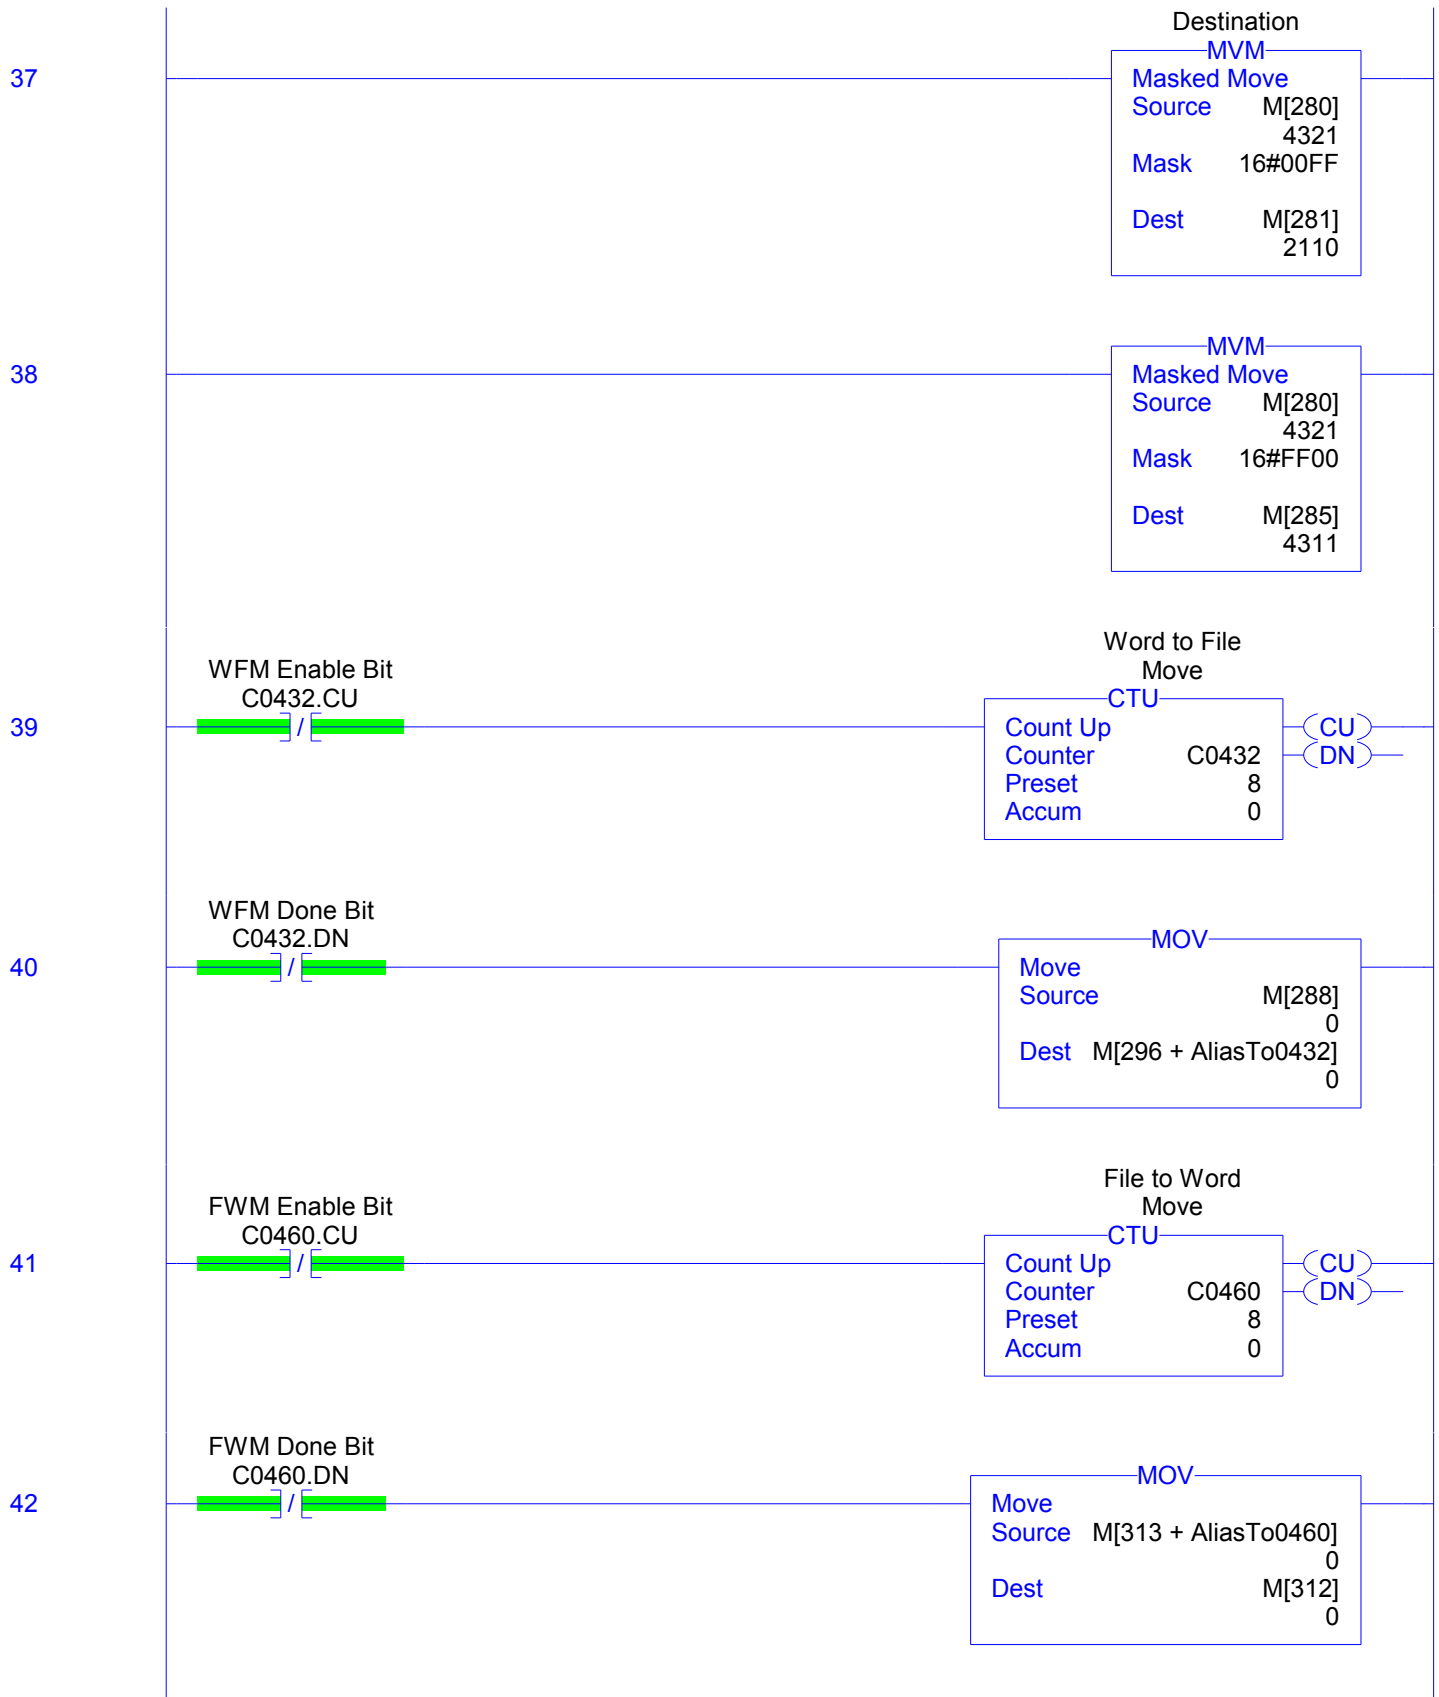 Destination
MVM
37
Masked Move
Source M[280]
4321
Mask 16#00FF
Dest M[281]
2110
MVM
38
Masked Move
Source M[280]
4321
Mask 16#FF00
Dest M[285]
4311
Word to File
Move
WFM Enable Bit
C0432.CU
CTU
39
/
Count Up
CU
Counter C0432
DN
Preset 8
Accum 0
WFM Done Bit
C0432.DN
MOV
40
/
Move
Source M[288]
0
Dest M[296 + AliasTo0432]
0
File to Word
Move
FWM Enable Bit
C0460.CU
CTU
41
/
Count Up
CU
Counter C0460
DN
Preset 8
Accum 0
FWM Done Bit
C0460.DN
MOV
42
/
Move
Source M[313 + AliasTo0460]
0
Dest M[312]
0